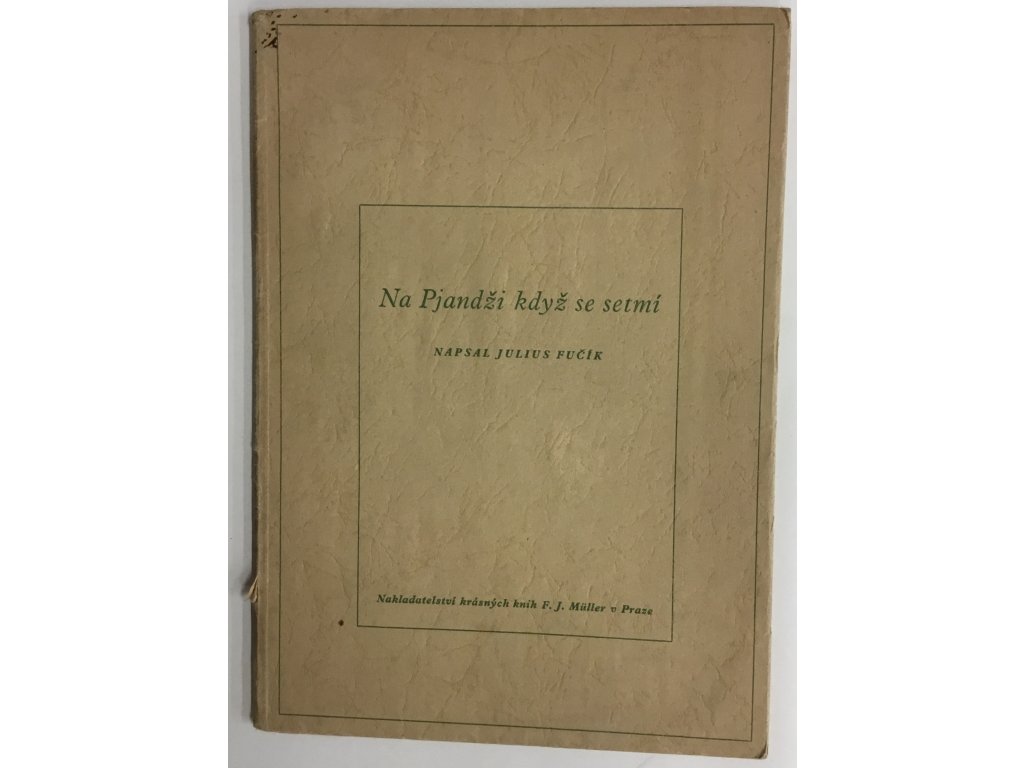 Na Pjandži když se setmí
NAPSAL JULIUS FUČÍK
Nakladatelství krásných knih F. J. Müller v Praze